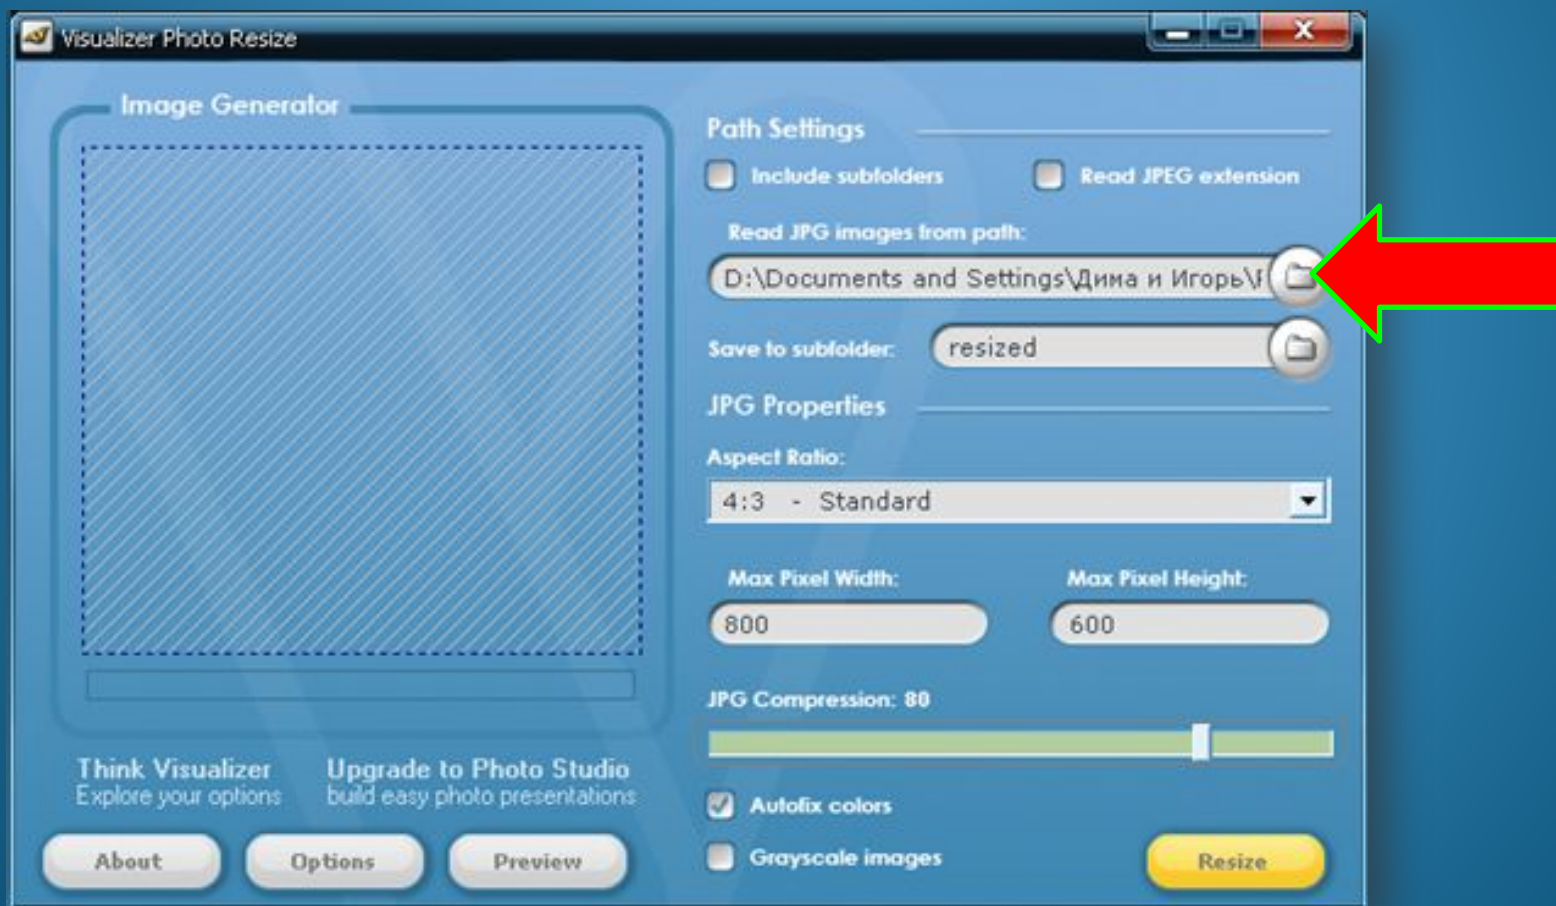 Visualizer Photo Resize
Image Generator
Path Settings
Include subfolders
Read JPEG extension
Read JPG images from path:
D:\Documents and Settings\Дима и Игорь\
Save to subfolder:
resized
JPG Properties
Aspect Ratio:
4:3 - Standard
Max Pixel Width:
Max Pixel Height:
800
600
JPG Compression: 80
Think Visualizer
Explore your options
Upgrade to Photo Studio
build easy photo presentations
Autofix colors
Grayscale images
About
Options
Preview
Resize